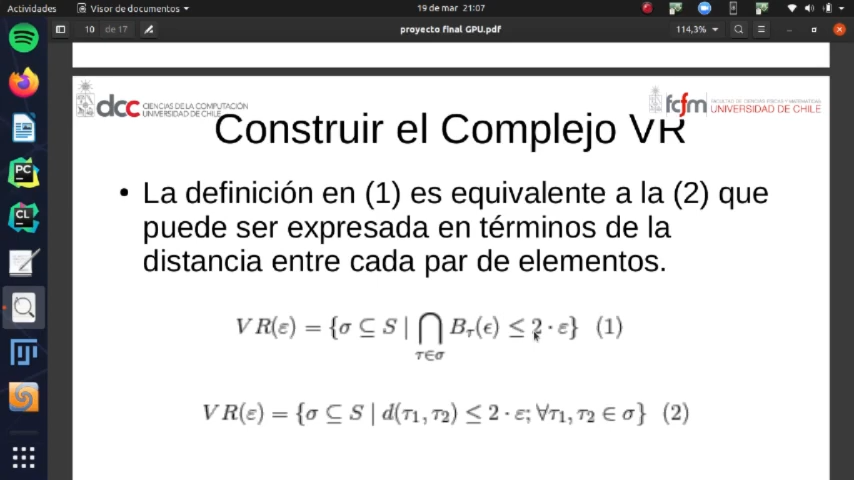 Actividades
Visor de documentos
19 de mar 21:07
10 de 17
proyecto final GPU.pdf
114,3%
dcc CIENCIAS DE LA COMPUTACIÓN
UNIVERSIDAD DE CHILE
fcfm
UNIVERSIDAD DE CHILE
Construir el Complejo VR
• La definición en (1) es equivalente a la (2) que
puede ser expresada en términos de la
distancia entre cada par de elementos.
VR(ε) = {σ ⊆ S | ⋂ B_τ(ϵ) ≤ 2 · ε} (1)
τ∈σ
VR(ε) = {σ ⊆ S | d(τ₁, τ₂) ≤ 2 · ε; ∀τ₁, τ₂ ∈ σ} (2)
PC
CL